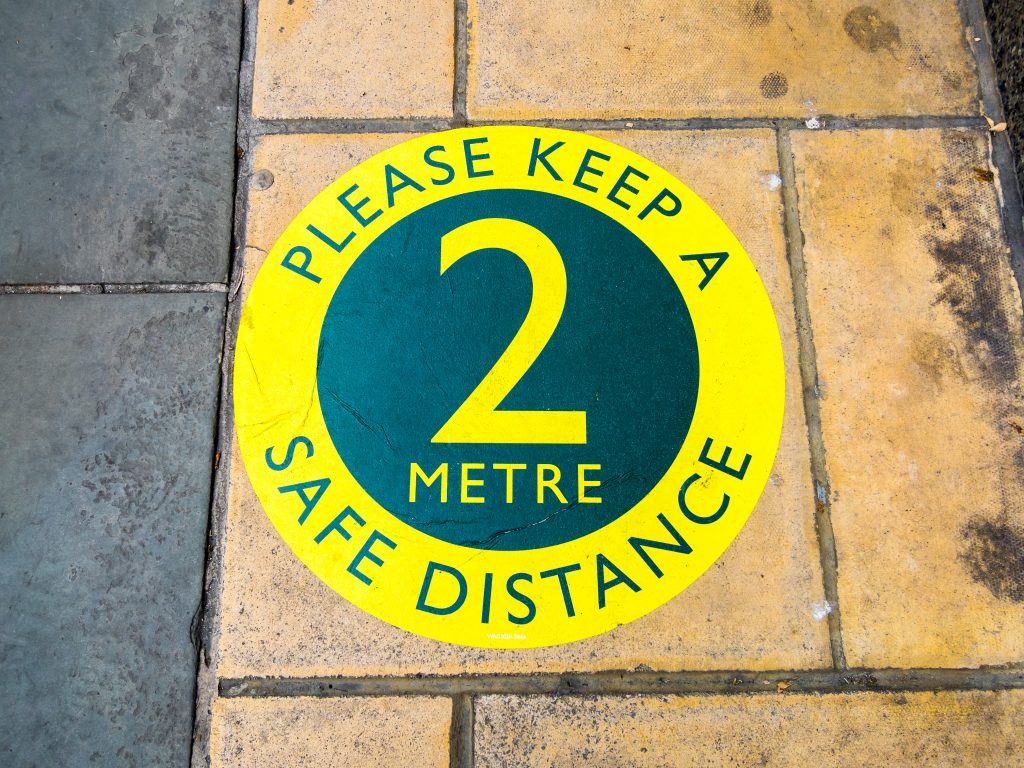 PLEASE KEEP A
2
METRE
SAFE DISTANCE